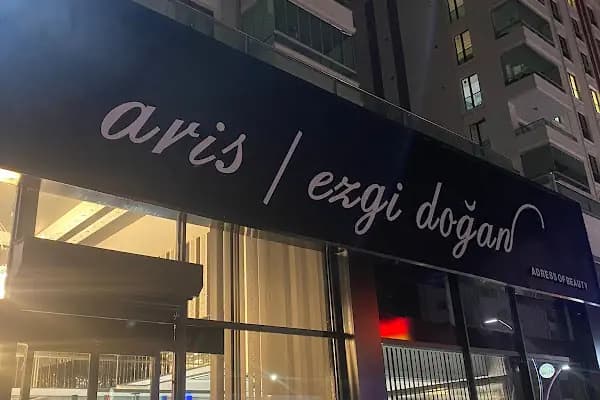 aris | ezgi doğan
ADRESS OF BEAUTY